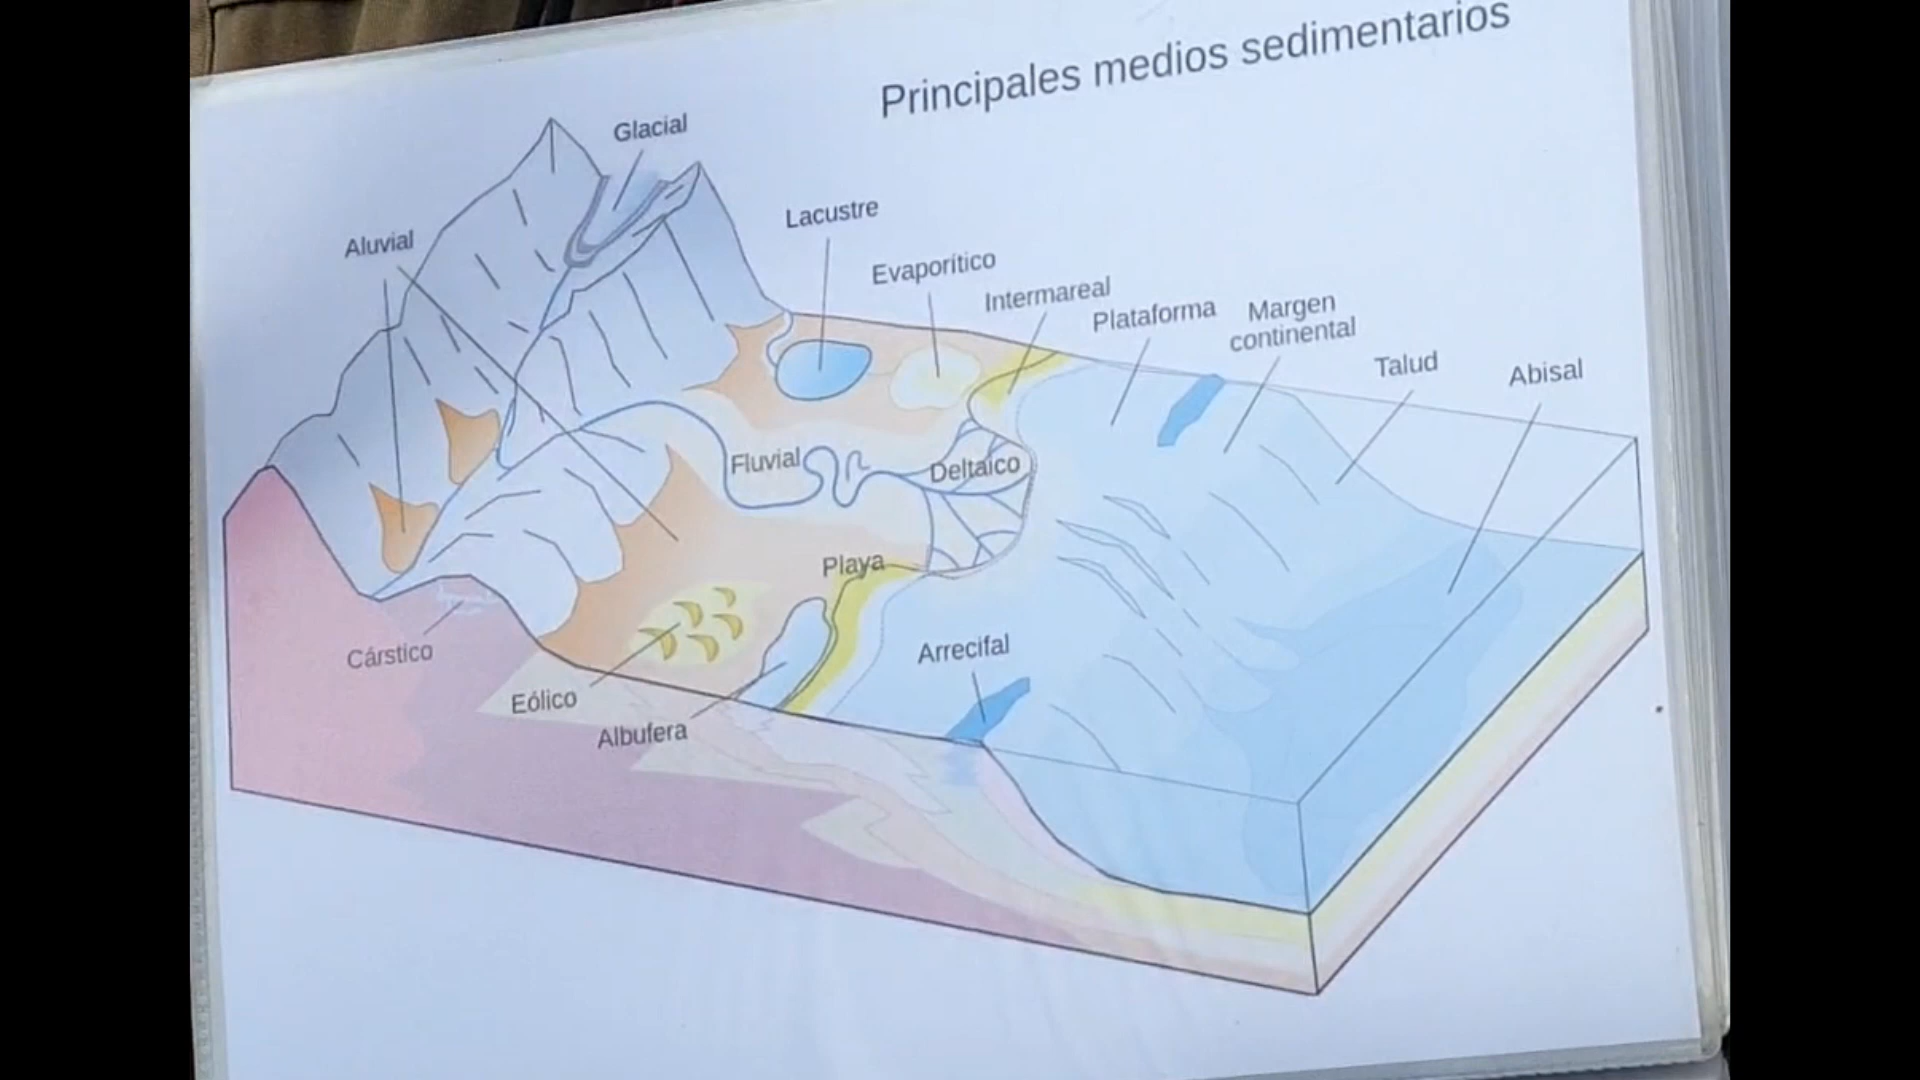 Principales medios sedimentarios
Glacial
Aluvial
Lacustre
Evaporítico
Intermareal
Plataforma
Margen
continental
Talud
Abisal
Fluvial
Deltaico
Playa
Cárstico
Eólico
Albufera
Arrecifal